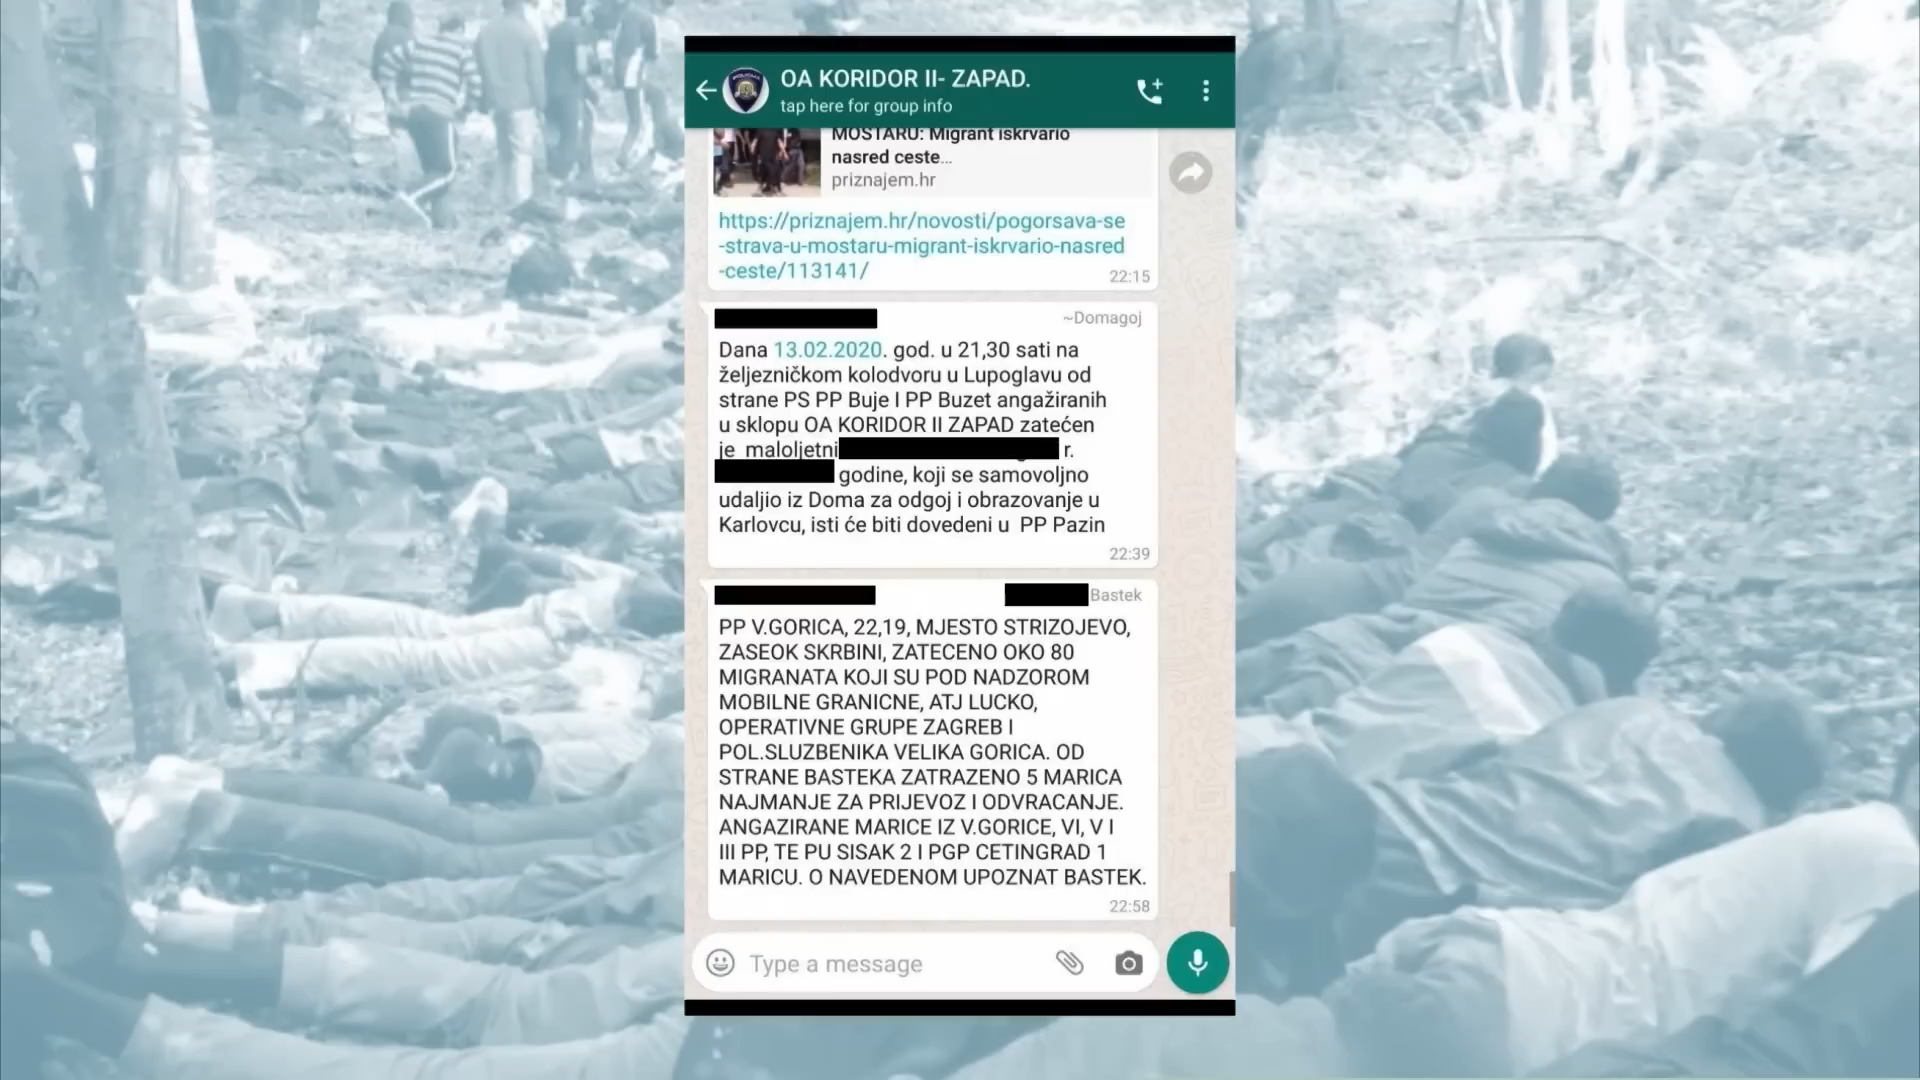 OA KORIDOR II- ZAPAD.
tap here for group info
MOSTARU: Migrant iskrvario
nasred ceste...
priznajem.hr
https://priznajem.hr/novosti/pogorsava-se
-strava-u-mostaru-migrant-iskrvario-nasred
-ceste/113141/
22:15
~Domagoj
Dana 13.02.2020. god. u 21,30 sati na
željezničkom kolodvoru u Lupoglavu od
strane PS PP Buje I PP Buzet angažiranih
u sklopu OA KORIDOR II ZAPAD zatećen
je maloljetni r.
godine, koji se samovoljno
udaljio iz Doma za odgoj i obrazovanje u
Karlovcu, isti će biti dovedeni u PP Pazin
22:39
Bastek
PP V.GORICA, 22,19, MJESTO STRIZOJEVO,
ZASEOK SKRBINI, ZATECENO OKO 80
MIGRANATA KOJI SU POD NADZOROM
MOBILNE GRANICNE, ATJ LUCKO,
OPERATIVNE GRUPE ZAGREB I
POL.SLUZBENIKA VELIKA GORICA. OD
STRANE BASTEKA ZATRAZENO 5 MARICA
NAJMANJE ZA PRIJEVOZ I ODVRACANJE.
ANGAZIRANE MARICE IZ V.GORICE, VI, V I
III PP, TE PU SISAK 2 I PGP CETINGRAD 1
MARICU. O NAVEDENOM UPOZNAT BASTEK.
22:58
Type a message